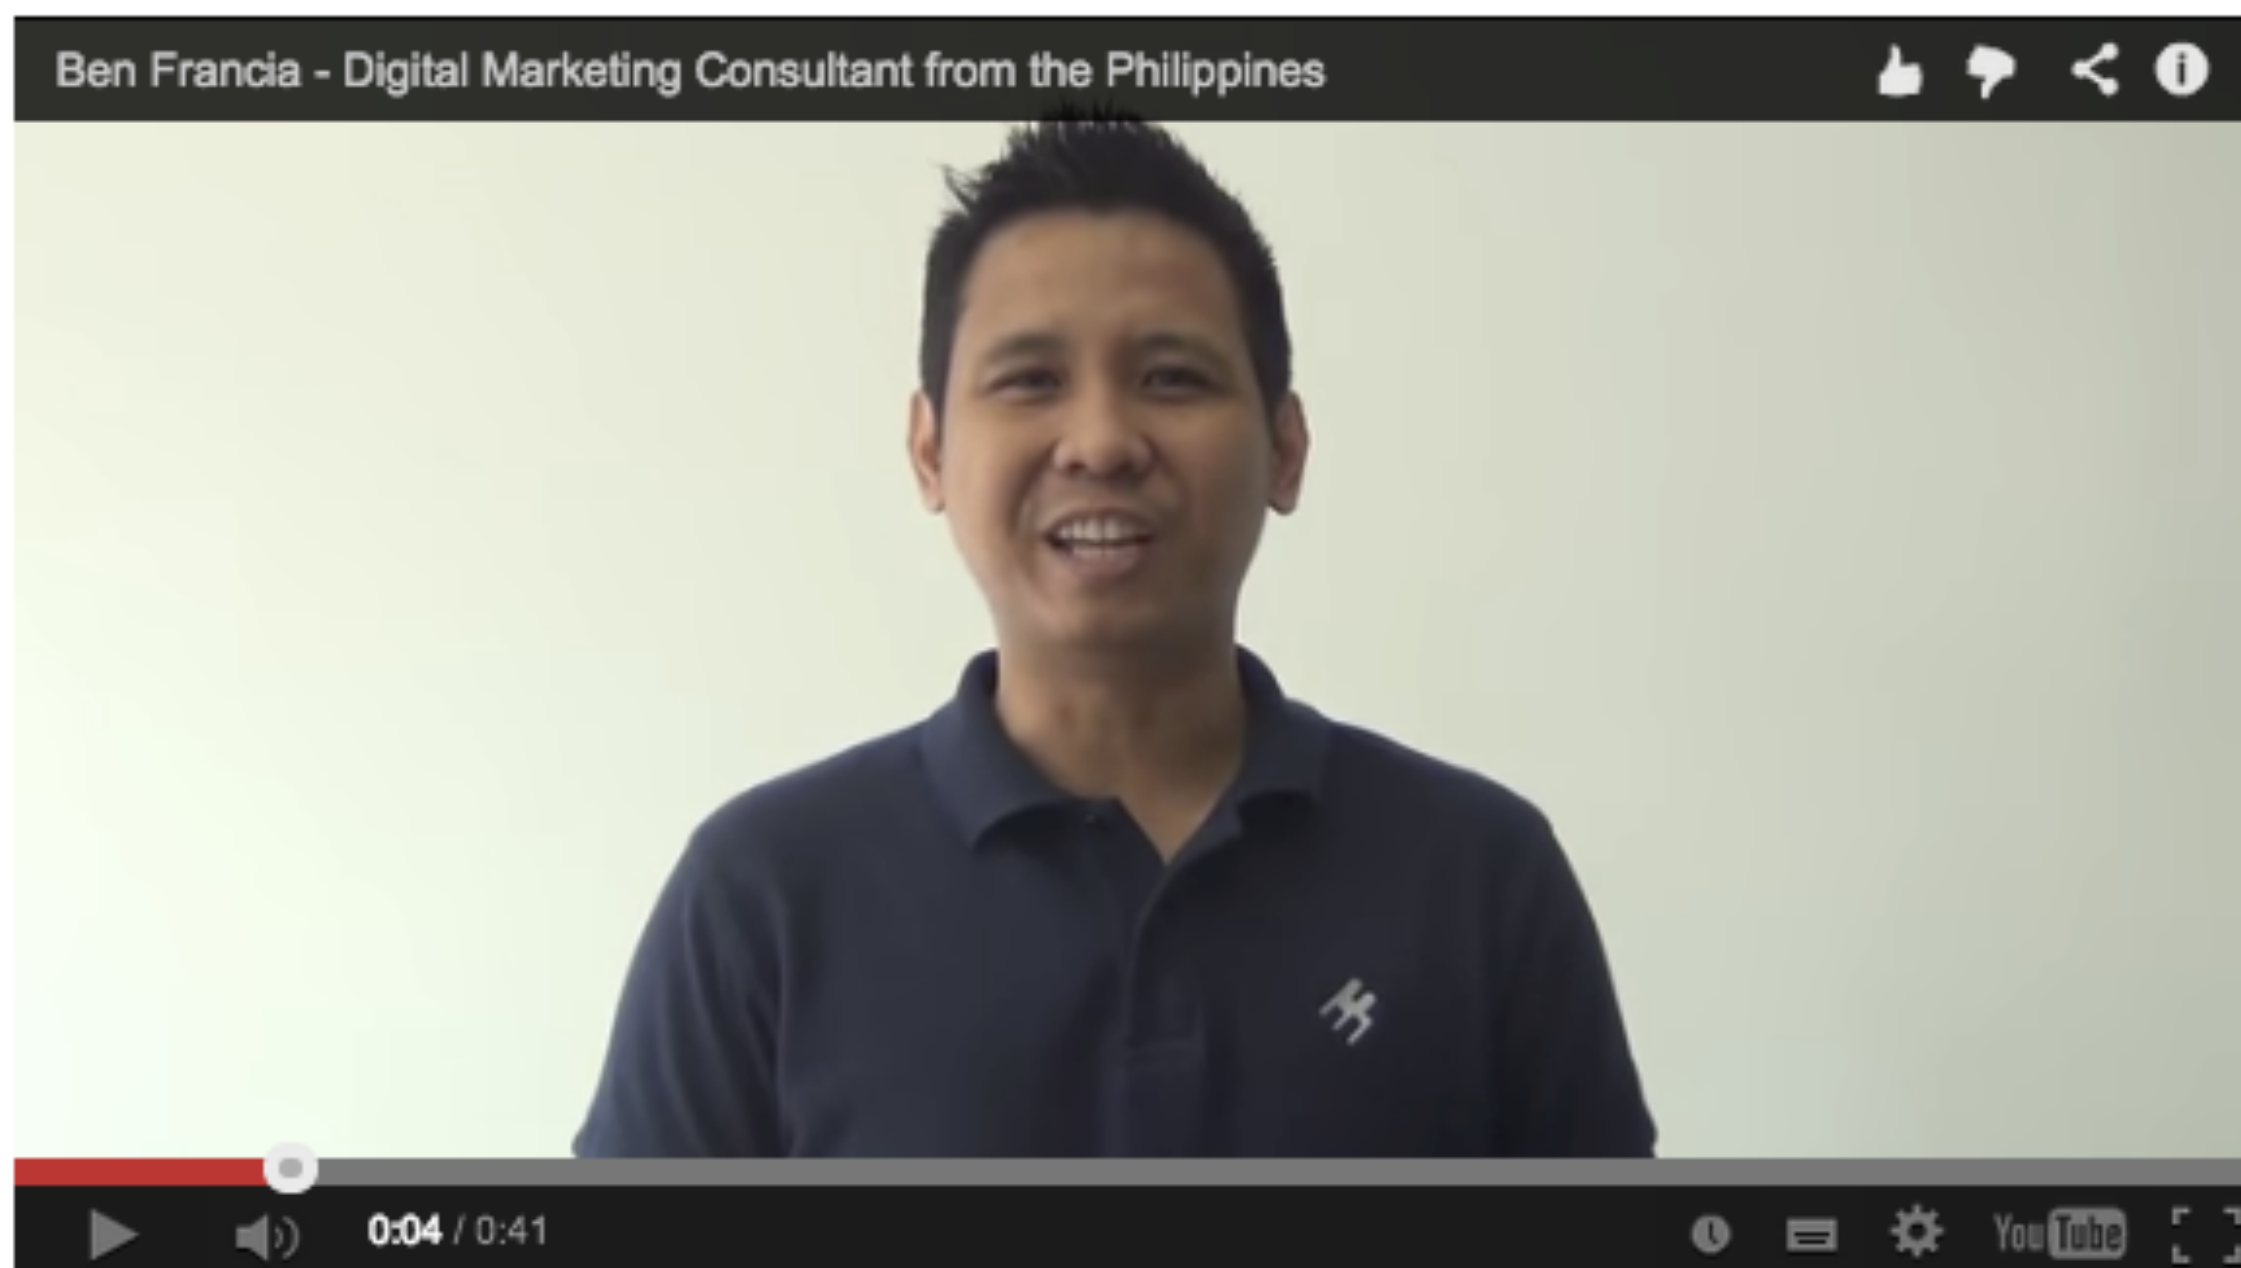 Ben Francia - Digital Marketing Consultant from the Philippines
0:04 / 0:41
YouTube